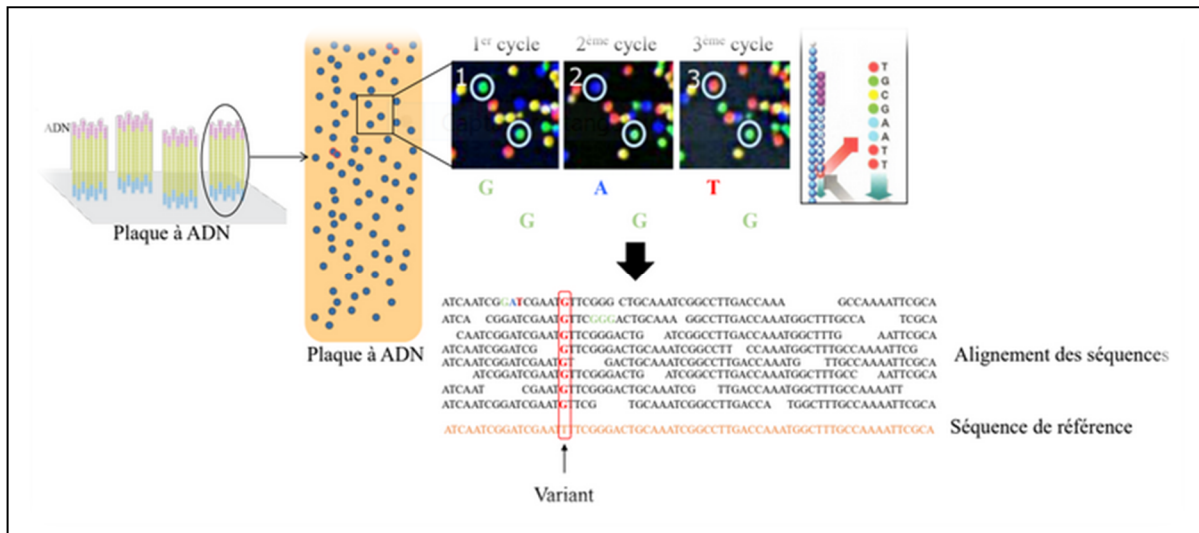 1er cycle
2ème cycle
3ème cycle
1
2
3
T
G
C
G
A
A
T
T
ADN
Plaque à ADN
G
A
T
G
G
G
Plaque à ADN
ATCAATCGGATCGAATGTTCGGG CTGCAAATCGGCCTTGACCAAA GCCAAAATTCGCA
ATCA CGGATCGAATGTTCGGGACTGCAAA GGCCTTGACCAAATGGCTTTGCCA TCGCA
CAATCGGATCGAATGTTCGGGACTG ATCGGCCTTGACCAAATGGCTTTG AATTCGCA
ATCAATCGGATCG GTTCGGGACTGCAAATCGGCCTT CCAAATGGCTTTGCCAAAATTCG
ATCAATCGGATCGAATGT GACTGCAAATCGGCCTTGACCAAATG TTGCCAAAATTCGCA
ATCGGATCGAATGTTCGGGACTG ATCGGCCTTGACCAAATGGCTTTGCC AATTCGCA
ATCAAT CGAATGTTCGGGACTGCAAATCG TTGACCAAATGGCTTTGCCAAAATT
ATCAATCGGATCGAATGTTCG TGCAAATCGGCCTTGACCA TGGCTTTGCCAAAATTCGCA
Alignement des séquences
ATCAATCGGATCGAATTTTCGGGACTGCAAATCGGCCTTGACCAAATGGCTTTGCCAAAATTCGCA
Séquence de référence
Variant